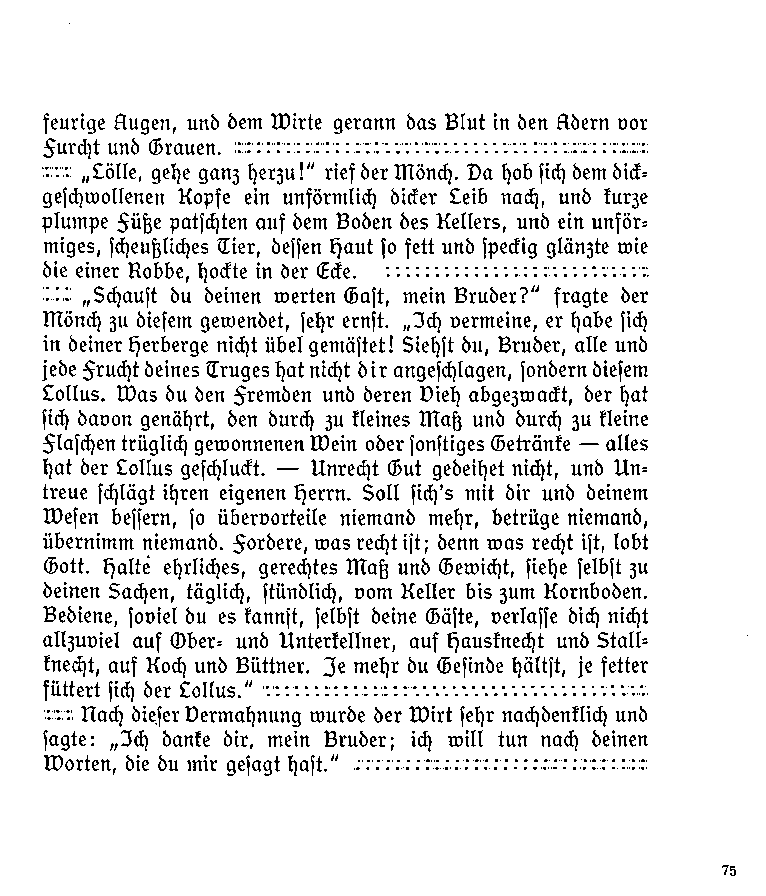 feurige Augen, und dem Wirte gerann das Blut in den Adern vor
Furcht und Grauen.
„Lölle, gehe ganz herzu!“ rief der Mönch. Da hob sich dem dick-
geschwollenen Kopfe ein unförmlich dicker Leib nach, und kurze
plumpe Füße patschten auf dem Boden des Kellers, und ein unför-
miges, scheußliches Tier, dessen Haut so fett und speckig glänzte wie
die einer Robbe, hockte in der Ecke.
„Schaust du deinen werten Gast, mein Bruder?“ fragte der
Mönch zu diesem gewendet, sehr ernst. „Ich vermeine, er habe sich
in deiner Herberge nicht übel gemästet! Siehst du, Bruder, alle und
jede Frucht deines Truges hat nicht dir angeschlagen, sondern diesem
Lollus. Was du den Fremden und deren Vieh abgezwackt, der hat
sich davon genährt, den durch zu kleines Maß und durch zu kleine
Flaschen trüglich gewonnenen Wein oder sonstiges Getränke — alles
hat der Lollus geschluckt. — Unrecht Gut gedeihet nicht, und Un-
treue schlägt ihren eigenen Herrn. Soll sich's mit dir und deinem
Wesen bessern, so übervorteile niemand mehr, betrüge niemand,
übernimm niemand. Fordere, was recht ist; denn was recht ist, lobt
Gott. Halte ehrliches, gerechtes Maß und Gewicht, siehe selbst zu
deinen Sachen, täglich, stündlich, vom Keller bis zum Kornboden.
Bediene, soviel du es kannst, selbst deine Gäste, verlasse dich nicht
allzuviel auf Ober- und Unterkellner, auf Hausknecht und Stall-
knecht, auf Koch und Büttner. Je mehr du Gesinde hältst, je fetter
füttert sich der Lollus.“
Nach dieser Vermahnung wurde der Wirt sehr nachdenklich und
sagte: „Ich danke dir, mein Bruder; ich will tun nach deinen
Worten, die du mir gesagt hast.“
75